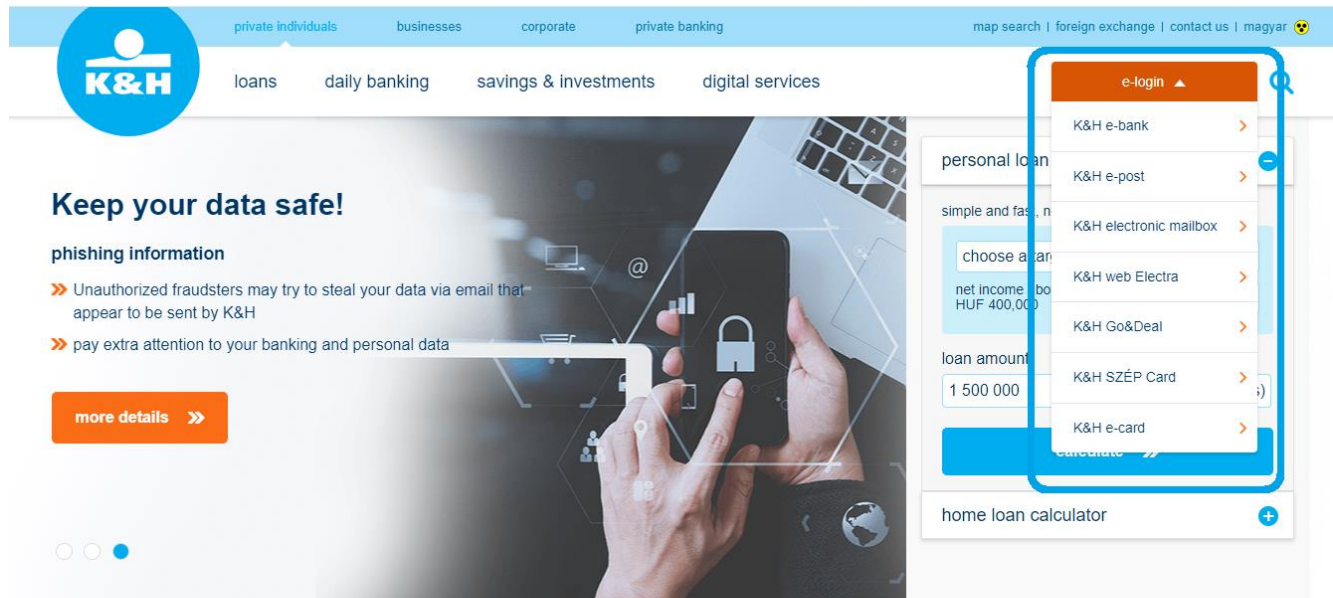 private individuals businesses corporate private banking map search | foreign exchange | contact us | magyar
K&H
loans daily banking savings & investments digital services
e-login
K&H e-bank
K&H e-post
K&H electronic mailbox
K&H web Electra
K&H Go&Deal
K&H SZÉP Card
K&H e-card
Keep your data safe!
phishing information
Unauthorized fraudsters may try to steal your data via email that
appear to be sent by K&H
pay extra attention to your banking and personal data
more details
@
personal loan
simple and fast,
choose a
net income
HUF 400,000
loan amount
1 500 000
calculate
home loan calculator